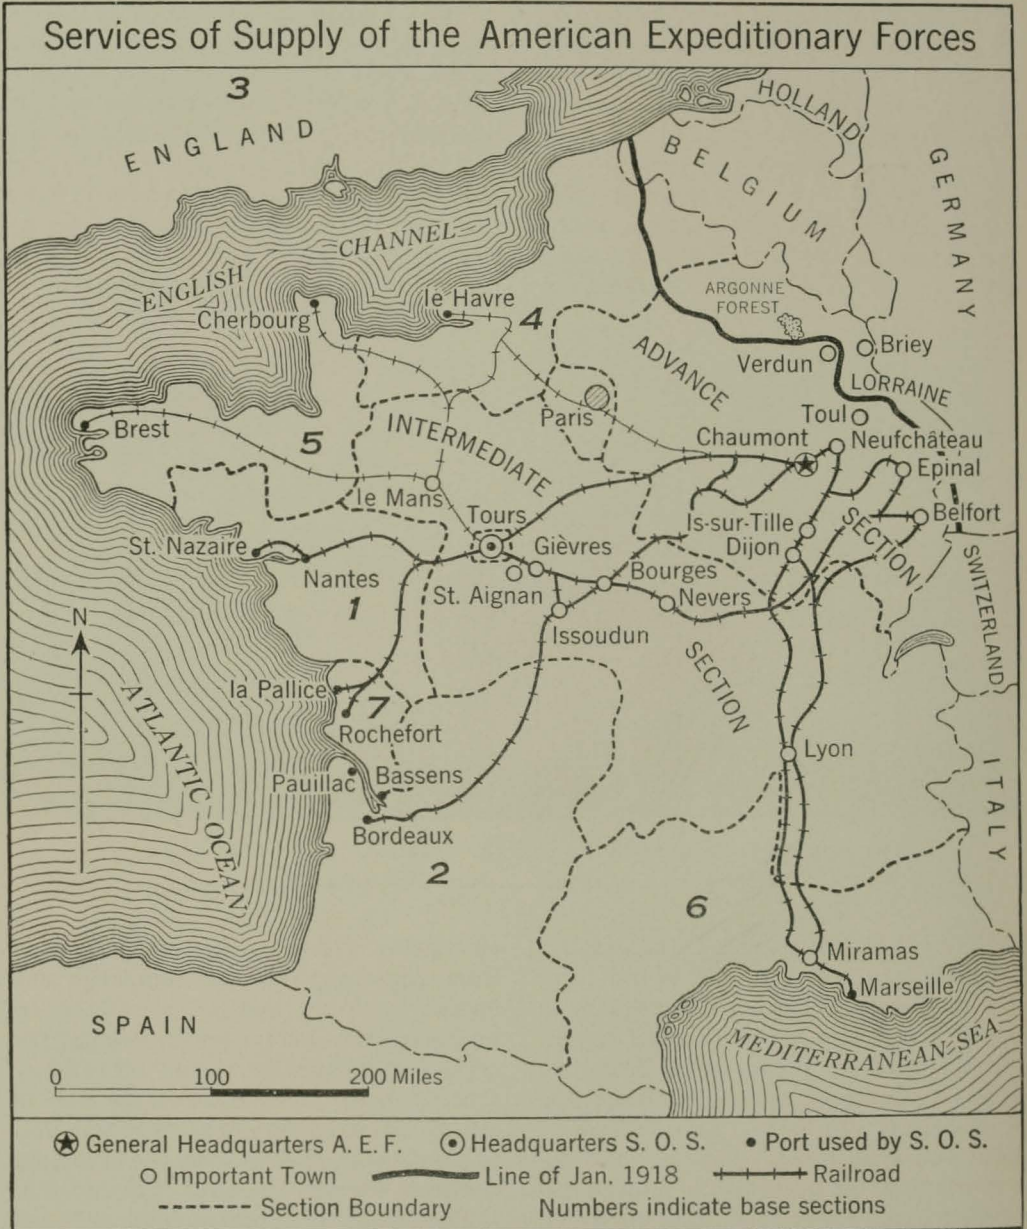 Services of Supply of the American Expeditionary Forces
3
ENGLAND
HOLLAND
BELGIUM
GERMANY
ENGLISH CHANNEL
Cherbourg
le Havre
4
ARGONNE
FOREST
Verdun
Briey
LORRAINE
ADVANCE
Paris
Toul
Chaumont
Neufchâteau
Epinal
Brest
5
INTERMEDIATE
le Mans
Tours
Is-sur-Tille
Dijon
SECTION
Belfort
St. Nazaire
Nantes
Gièvres
St. Aignan
Bourges
Nevers
Issoudun
SWITZERLAND
1
N
SECTION
la Pallice
7
Rochefort
ATLANTIC OCEAN
Pauillac
Bassens
Bordeaux
Lyon
ITALY
2
6
Miramas
Marseille
SPAIN
MEDITERRANEAN SEA
0 100 200 Miles
General Headquarters A. E. F. Headquarters S. O. S. Port used by S. O. S.
Important Town Line of Jan. 1918 Railroad
Section Boundary Numbers indicate base sections